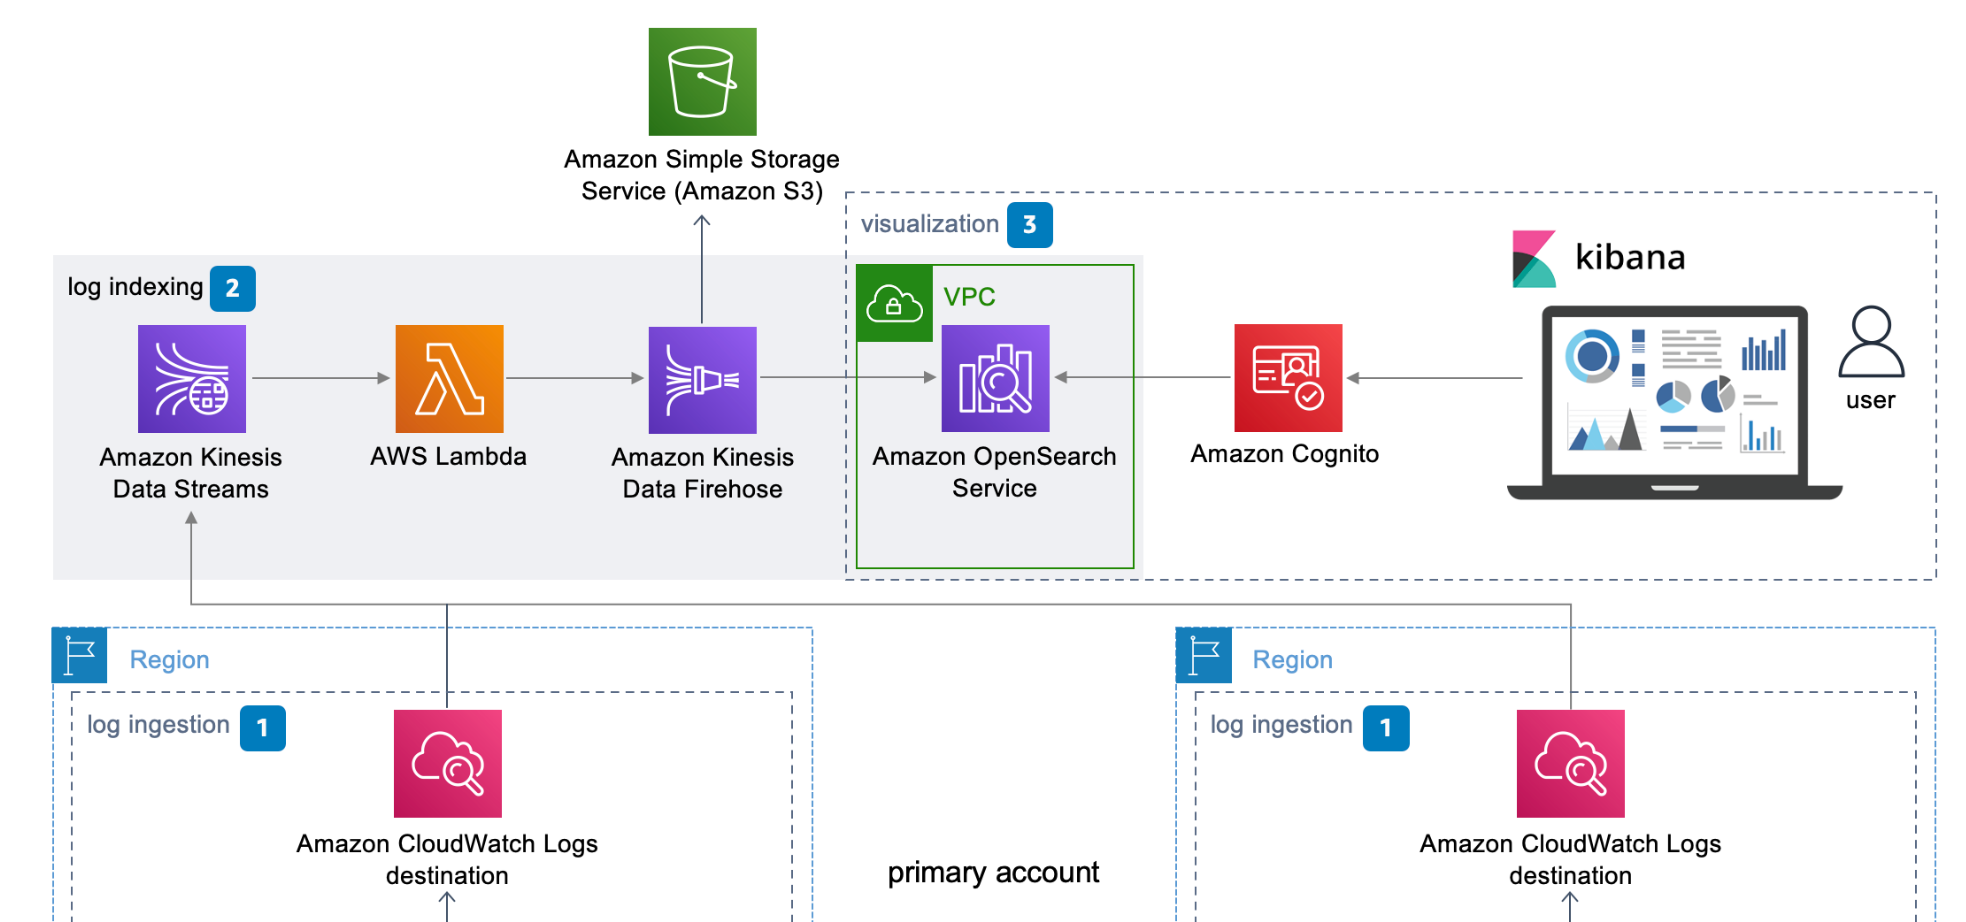 Amazon Simple Storage
Service (Amazon S3)
visualization 3
kibana
log indexing 2
VPC
user
Amazon Kinesis
Data Streams
AWS Lambda
Amazon Kinesis
Data Firehose
Amazon OpenSearch
Service
Amazon Cognito
Region
log ingestion 1
Amazon CloudWatch Logs
destination
primary account
Region
log ingestion 1
Amazon CloudWatch Logs
destination